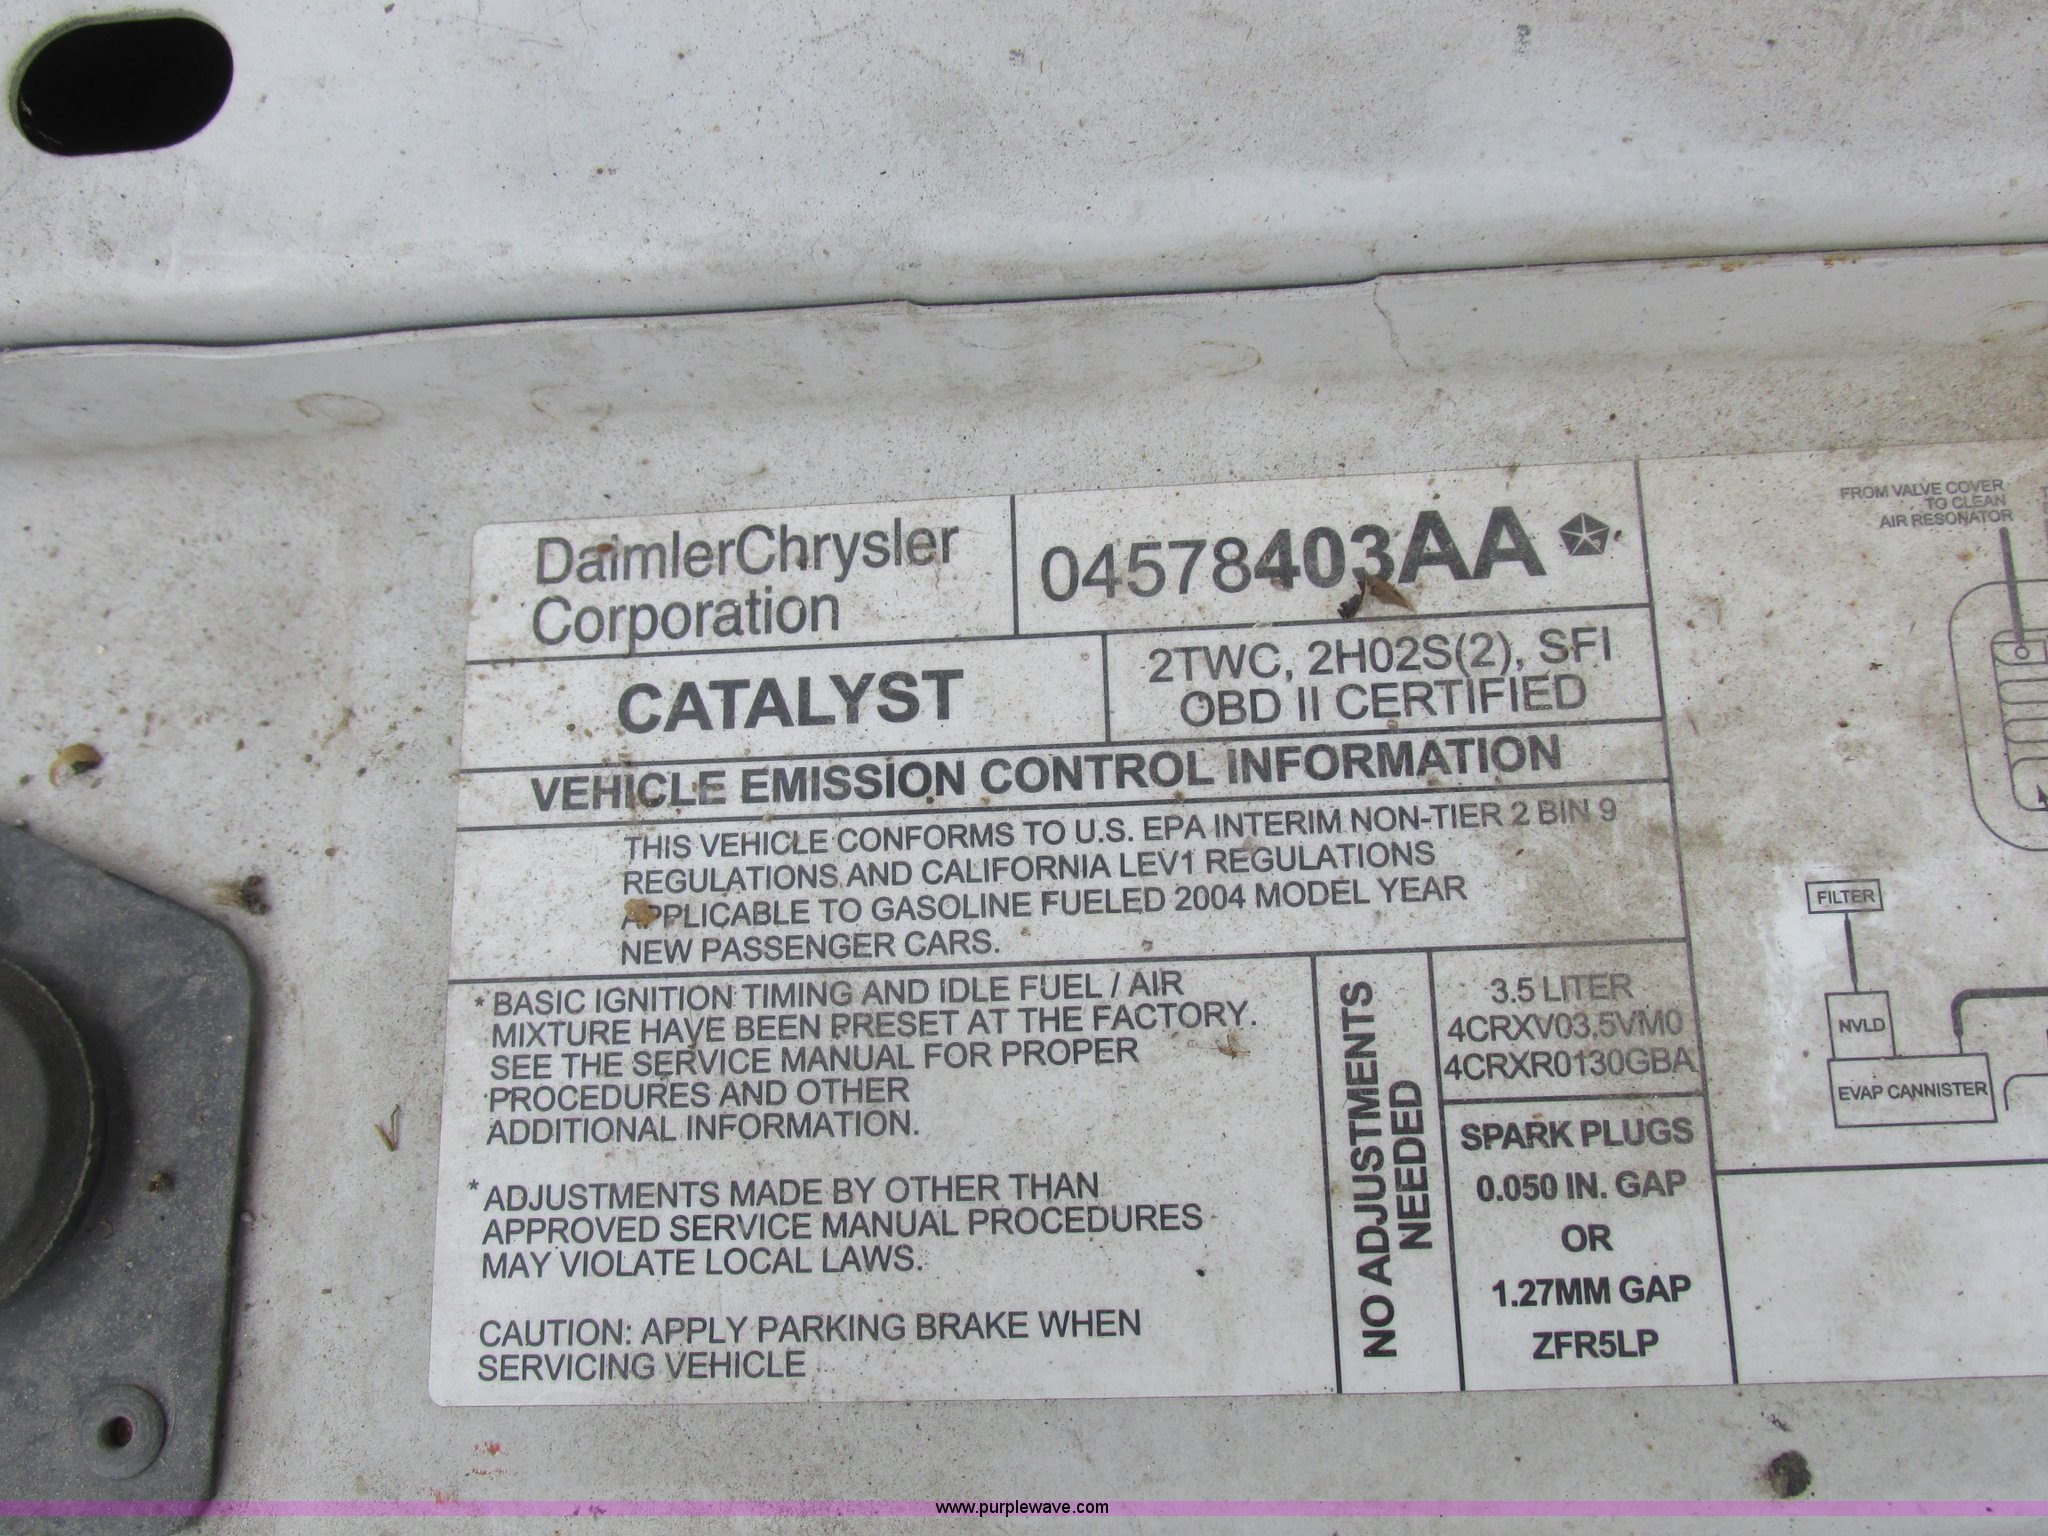 DaimlerChrysler
Corporation
04578403AA
CATALYST
2TWC, 2H02S(2), SFI
OBD II CERTIFIED
VEHICLE EMISSION CONTROL INFORMATION
THIS VEHICLE CONFORMS TO U.S. EPA INTERIM NON-TIER 2 BIN 9
REGULATIONS AND CALIFORNIA LEV1 REGULATIONS
APPLICABLE TO GASOLINE FUELED 2004 MODEL YEAR
NEW PASSENGER CARS.
* BASIC IGNITION TIMING AND IDLE FUEL / AIR
MIXTURE HAVE BEEN PRESET AT THE FACTORY.
SEE THE SERVICE MANUAL FOR PROPER
PROCEDURES AND OTHER
ADDITIONAL INFORMATION.
* ADJUSTMENTS MADE BY OTHER THAN
APPROVED SERVICE MANUAL PROCEDURES
MAY VIOLATE LOCAL LAWS.
CAUTION: APPLY PARKING BRAKE WHEN
SERVICING VEHICLE
NO ADJUSTMENTS
NEEDED
3.5 LITER
4CRXV03.5VM0
4CRXR0130GBA
SPARK PLUGS
0.050 IN. GAP
OR
1.27MM GAP
ZFR5LP
FROM VALVE COVER
TO CLEAN
AIR RESONATOR
FILTER
NVLD
EVAP CANNISTER
www.purplewave.com